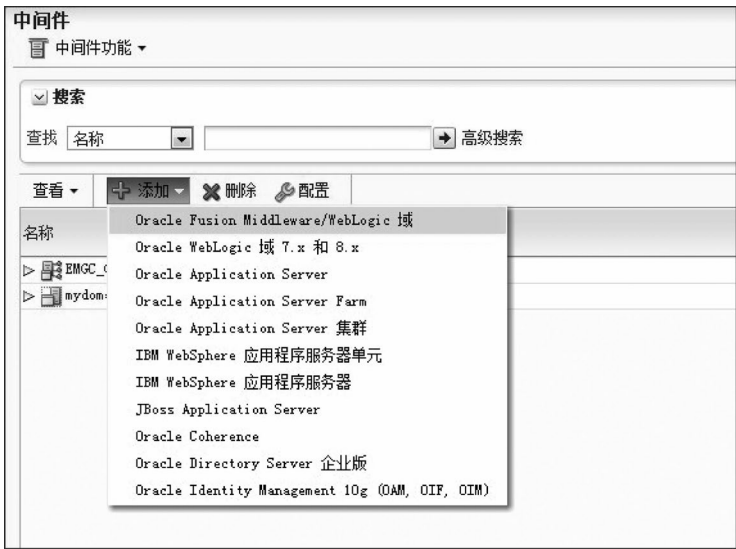 中间件
中间件功能
搜索
查找 名称 高级搜索
查看 添加 删除 配置
名称
Oracle Fusion Middleware/WebLogic 域
Oracle WebLogic 域 7.x 和 8.x
Oracle Application Server
Oracle Application Server Farm
Oracle Application Server 集群
IBM WebSphere 应用程序服务器单元
IBM WebSphere 应用程序服务器
JBoss Application Server
Oracle Coherence
Oracle Directory Server 企业版
Oracle Identity Management 10g (OAM, OIF, OIM)
EMGC_
mydom